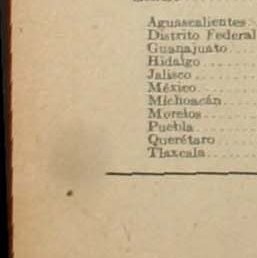 Aguascalientes
Distrito Federal
Guanajuato
Hidalgo
Jalisco
México
Michoacán
Morelos
Puebla
Querétaro
Tlaxcala